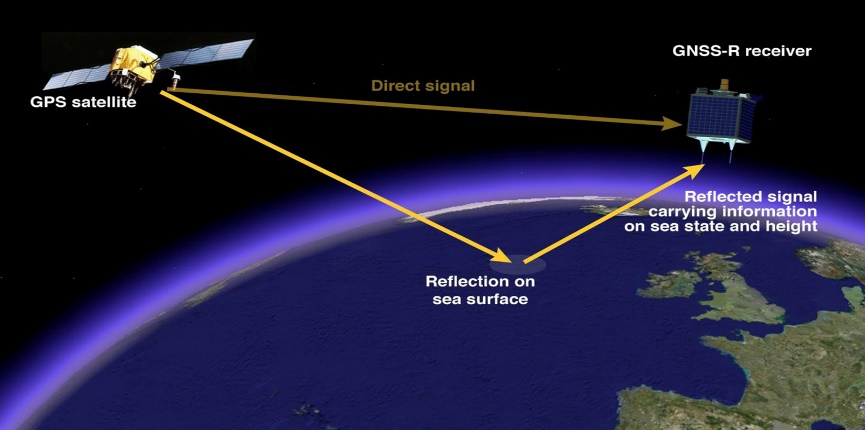 GNSS-R receiver
Direct signal
GPS satellite
Reflected signal
carrying information
on sea state and height
Reflection on
sea surface